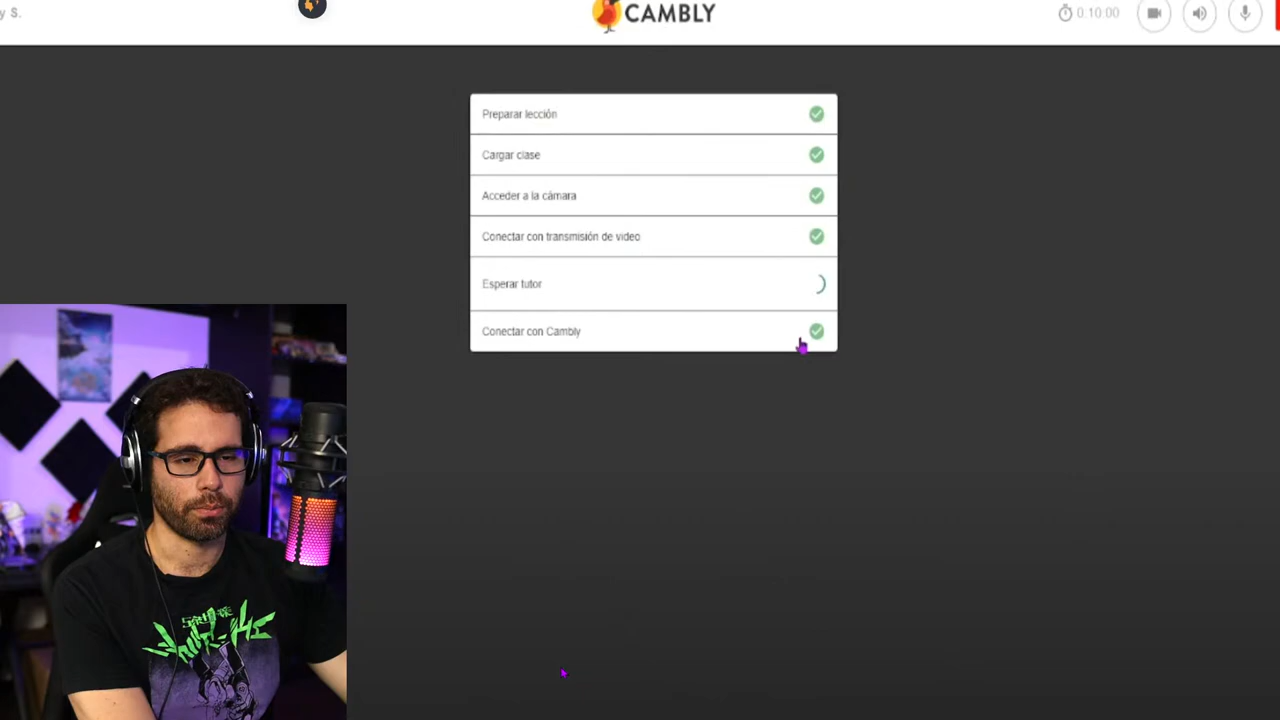 y S.
CAMBLY
0:10:00
Preparar lección
Cargar clase
Acceder a la cámara
Conectar con transmisión de video
Esperar tutor
Conectar con Cambly